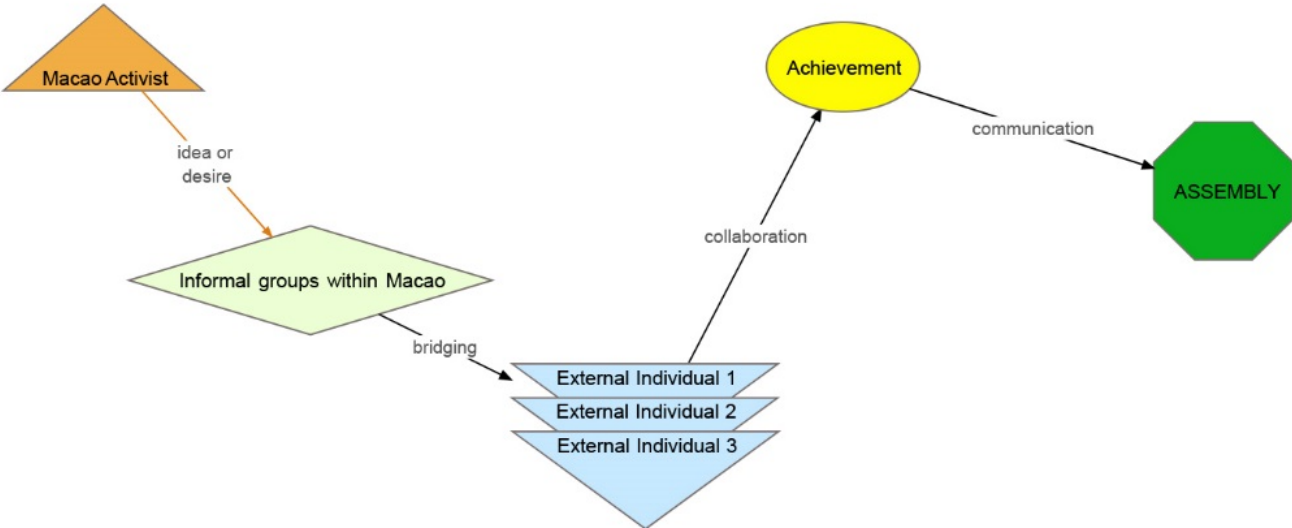 Macao Activist
idea or
desire
Informal groups within Macao
bridging
External Individual 1
External Individual 2
External Individual 3
collaboration
Achievement
communication
ASSEMBLY